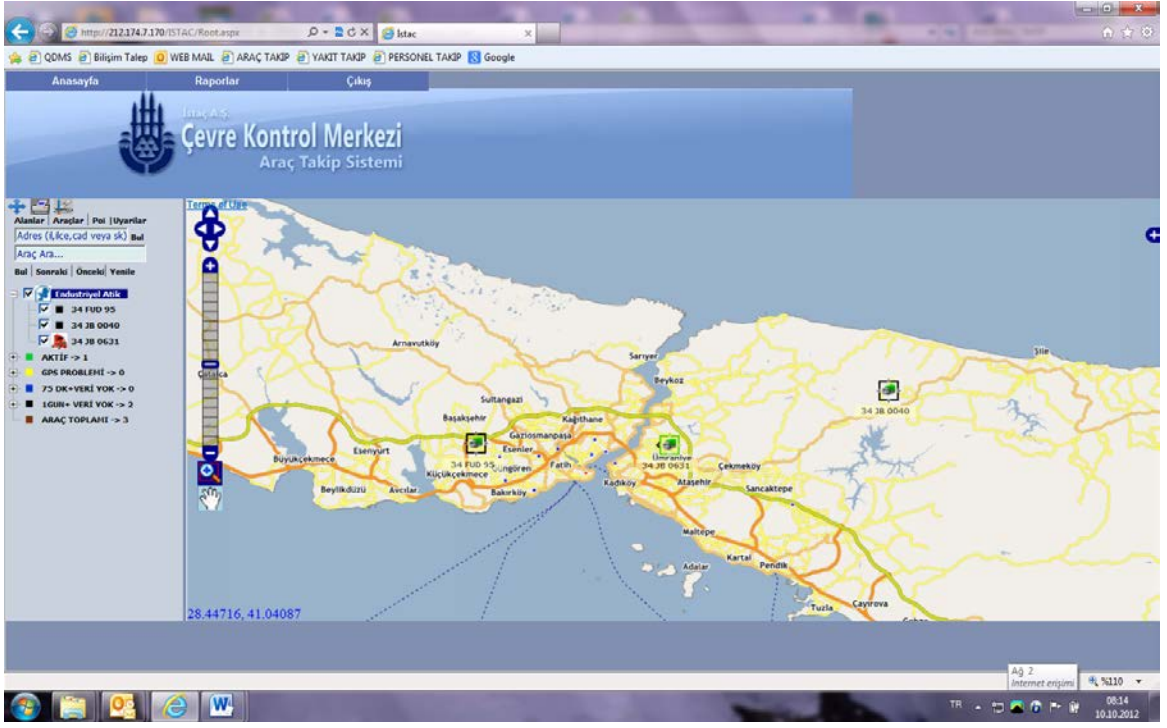 http://212.174.7.170/ISTAC/Root.aspx
İstac
QDMS Bilişim Talep WEB MAIL ARAÇ TAKİP YAKIT TAKİP PERSONEL TAKİP Google
Anasayfa Raporlar Çıkış
İstaç A.Ş.
Çevre Kontrol Merkezi
Araç Takip Sistemi
Terms of Use
Alanlar | Araçlar | Poi | Uyarılar
Adres (il,ilce,cad veya sk) Bul
Araç Ara...
Bul | Sonraki | Önceki | Yenile
Endustriyel Atik
34 FUD 95
34 JB 0040
34 JB 0631
AKTİF -> 1
GPS PROBLEMİ -> 0
75 DK+VERİ YOK -> 0
1GUN+ VERİ YOK -> 2
ARAÇ TOPLAMI -> 3
Arnavutköy
Sarıyer
Şile
Çatalca
Beykoz
Sultangazi
34 JB 0040
Başakşehir
Kağıthane
Gaziosmanpaşa
Esenyurt
Esenler
Ümraniye
Büyükçekmece
34 FUD 95
Güngören
Fatih
34 JB 0631
Çekmeköy
Küçükçekmece
Beylikdüzü
Avcılar
Bakırköy
Kadıköy
Ataşehir
Sancaktepe
Maltepe
Kartal
Adalar
Pendik
Tuzla
Çayırova
28.44716, 41.04087
Ağ 2
İnternet erişimi
%110
TR
08:14
10.10.2012